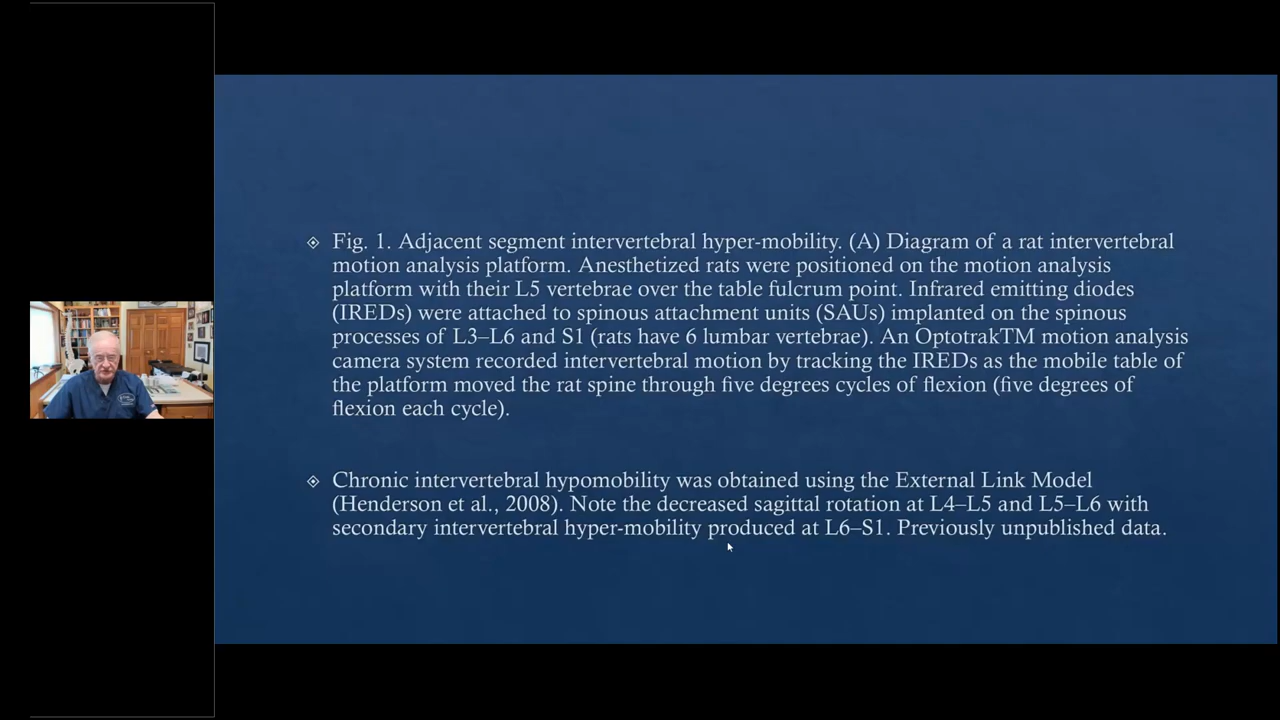 Fig. 1. Adjacent segment intervertebral hyper-mobility. (A) Diagram of a rat intervertebral
motion analysis platform. Anesthetized rats were positioned on the motion analysis
platform with their L5 vertebrae over the table fulcrum point. Infrared emitting diodes
(IREDs) were attached to spinous attachment units (SAUs) implanted on the spinous
processes of L3–L6 and S1 (rats have 6 lumbar vertebrae). An OptotrakTM motion analysis
camera system recorded intervertebral motion by tracking the IREDs as the mobile table of
the platform moved the rat spine through five degrees cycles of flexion (five degrees of
flexion each cycle).
Chronic intervertebral hypomobility was obtained using the External Link Model
(Henderson et al., 2008). Note the decreased sagittal rotation at L4–L5 and L5–L6 with
secondary intervertebral hyper-mobility produced at L6–S1. Previously unpublished data.